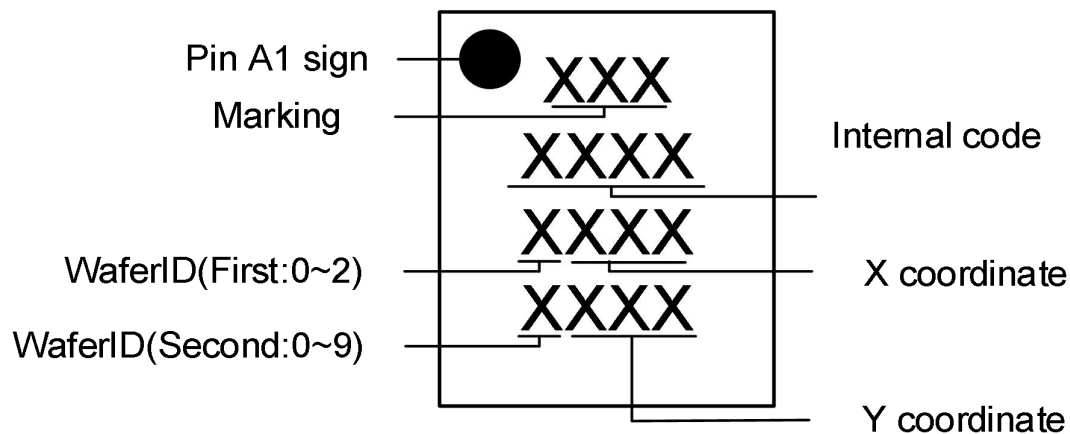 Pin A1 sign
XXX
Marking
Internal code
XXXX
XXXX
WaferID(First:0~2)
X coordinate
XXXX
WaferID(Second:0~9)
Y coordinate